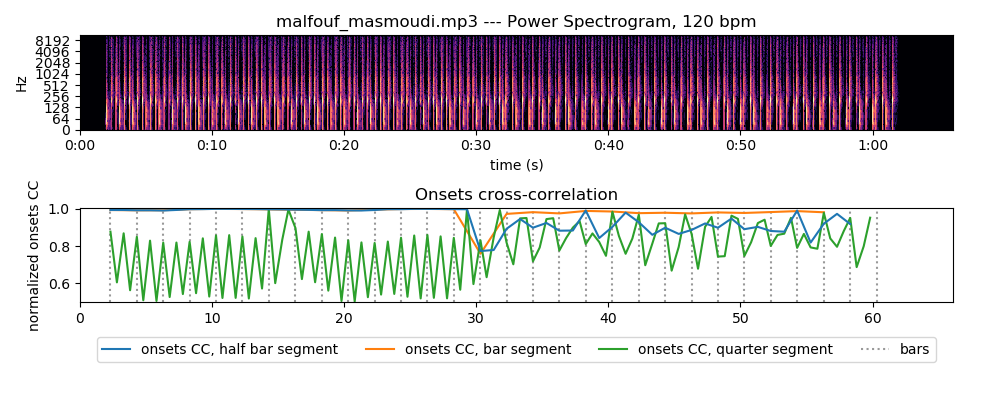 malfouf_masmoudi.mp3 --- Power Spectrogram, 120 bpm
8192
4096
2048
1024
512
256
128
64
0
Hz
0:00 0:10 0:20 0:30 0:40 0:50 1:00
time (s)
Onsets cross-correlation
1.0
0.8
0.6
normalized onsets CC
0 10 20 30 40 50 60
onsets CC, half bar segment onsets CC, bar segment onsets CC, quarter segment bars